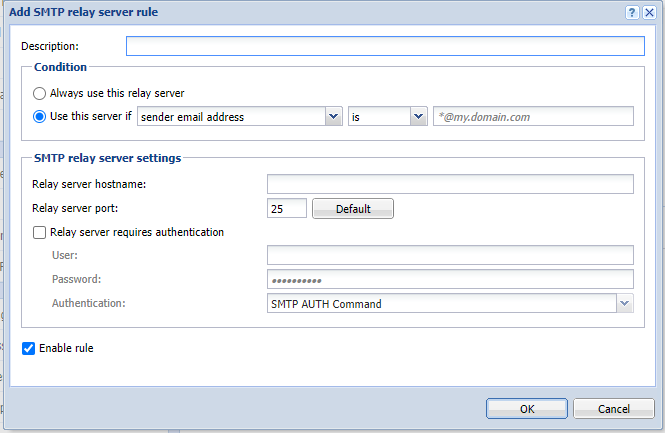 Add SMTP relay server rule
Description:
Condition
Always use this relay server
Use this server if sender email address is *@my.domain.com
SMTP relay server settings
Relay server hostname:
Relay server port: 25 Default
Relay server requires authentication
User:
Password: ••••••••••
Authentication: SMTP AUTH Command
Enable rule
OK Cancel